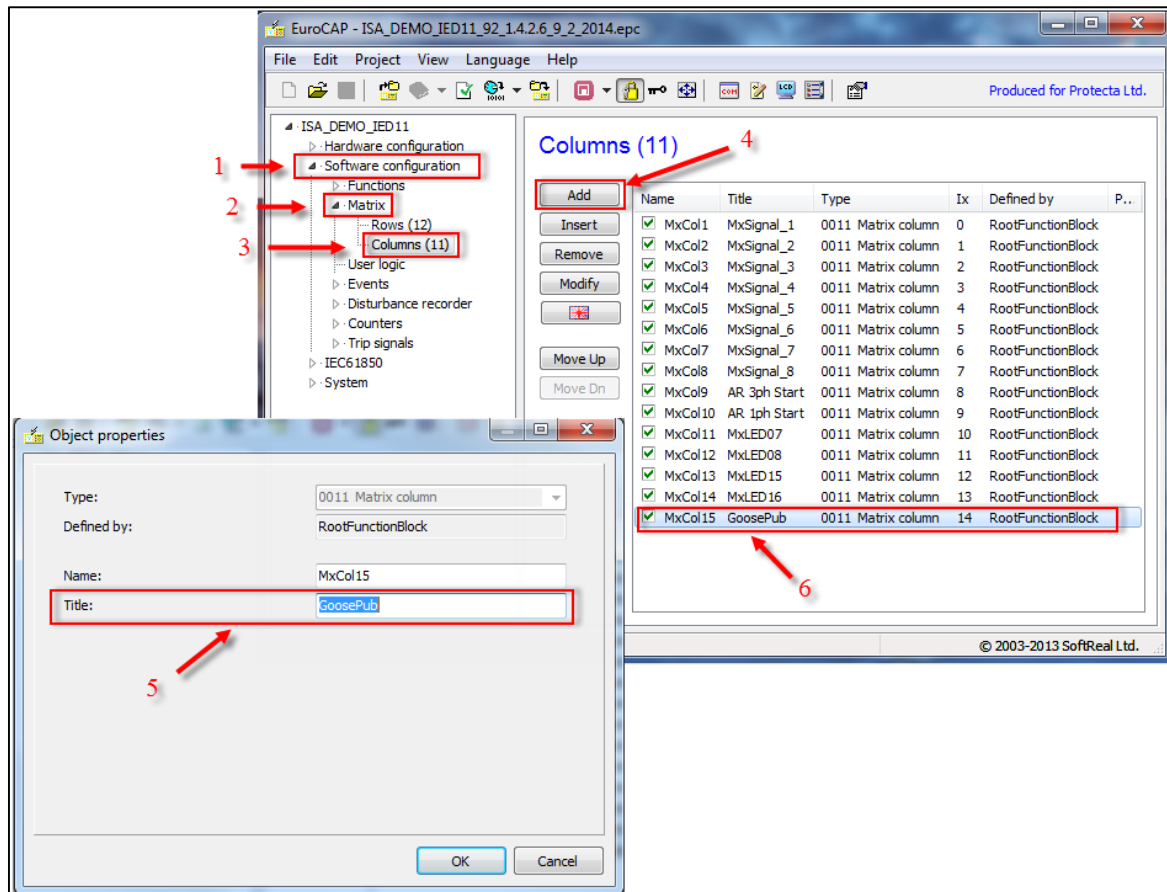 EuroCAP - ISA_DEMO_IED11_92_1.4.2.6_9_2_2014.epc
File Edit Project View Language Help
COM LCD Produced for Protecta Ltd.
ISA_DEMO_IED11
Hardware configuration
1 Software configuration
Functions
2 Matrix
Rows (12)
3 Columns (11)
User logic
Events
Disturbance recorder
Counters
Trip signals
IEC61850
System
Columns (11)
4
Add
Insert
Remove
Modify
Move Up
Move Dn
Name Title Type Ix Defined by P...
MxCol1 MxSignal_1 0011 Matrix column 0 RootFunctionBlock
MxCol2 MxSignal_2 0011 Matrix column 1 RootFunctionBlock
MxCol3 MxSignal_3 0011 Matrix column 2 RootFunctionBlock
MxCol4 MxSignal_4 0011 Matrix column 3 RootFunctionBlock
MxCol5 MxSignal_5 0011 Matrix column 4 RootFunctionBlock
MxCol6 MxSignal_6 0011 Matrix column 5 RootFunctionBlock
MxCol7 MxSignal_7 0011 Matrix column 6 RootFunctionBlock
MxCol8 MxSignal_8 0011 Matrix column 7 RootFunctionBlock
MxCol9 AR 3ph Start 0011 Matrix column 8 RootFunctionBlock
MxCol10 AR 1ph Start 0011 Matrix column 9 RootFunctionBlock
MxCol11 MxLED07 0011 Matrix column 10 RootFunctionBlock
MxCol12 MxLED08 0011 Matrix column 11 RootFunctionBlock
MxCol13 MxLED15 0011 Matrix column 12 RootFunctionBlock
MxCol14 MxLED16 0011 Matrix column 13 RootFunctionBlock
MxCol15 GoosePub 0011 Matrix column 14 RootFunctionBlock
6
© 2003-2013 SoftReal Ltd.
Object properties
Type: 0011 Matrix column
Defined by: RootFunctionBlock
Name: MxCol15
Title: GoosePub
5
OK Cancel